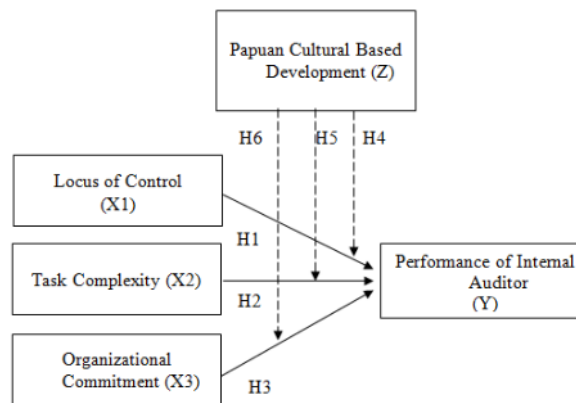 Papuan Cultural Based
Development (Z)
H6
H5
H4
Locus of Control
(X1)
H1
Task Complexity (X2)
H2
Performance of Internal
Auditor
(Y)
Organizational
Commitment (X3)
H3